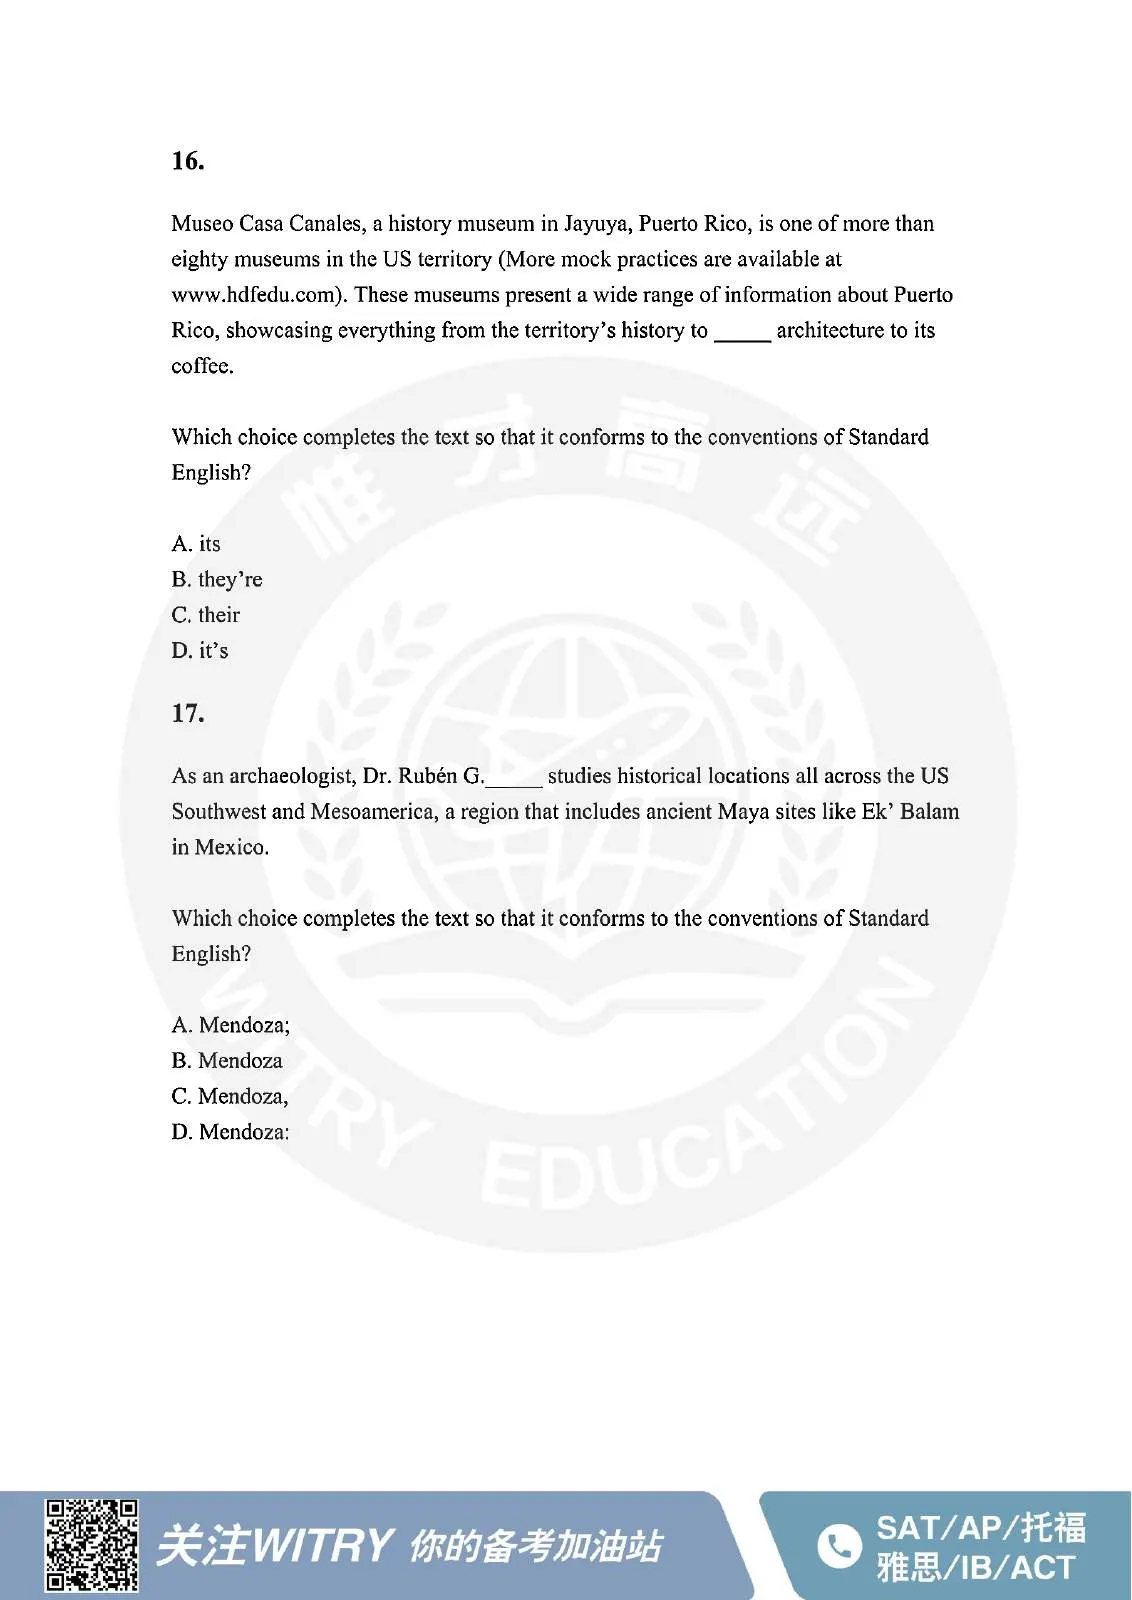 16.
Museo Casa Canales, a history museum in Jayuya, Puerto Rico, is one of more than
eighty museums in the US territory (More mock practices are available at
www.hdfedu.com). These museums present a wide range of information about Puerto
Rico, showcasing everything from the territory's history to _____ architecture to its
coffee.
Which choice completes the text so that it conforms to the conventions of Standard
English?
A. its
B. they're
C. their
D. it's
17.
As an archaeologist, Dr. Rubén G._____ studies historical locations all across the US
Southwest and Mesoamerica, a region that includes ancient Maya sites like Ek' Balam
in Mexico.
Which choice completes the text so that it conforms to the conventions of Standard
English?
A. Mendoza;
B. Mendoza
C. Mendoza,
D. Mendoza:
惟才高远
WITRY EDUCATION
关注WITRY 你的备考加油站
SAT/AP/托福
雅思/IB/ACT